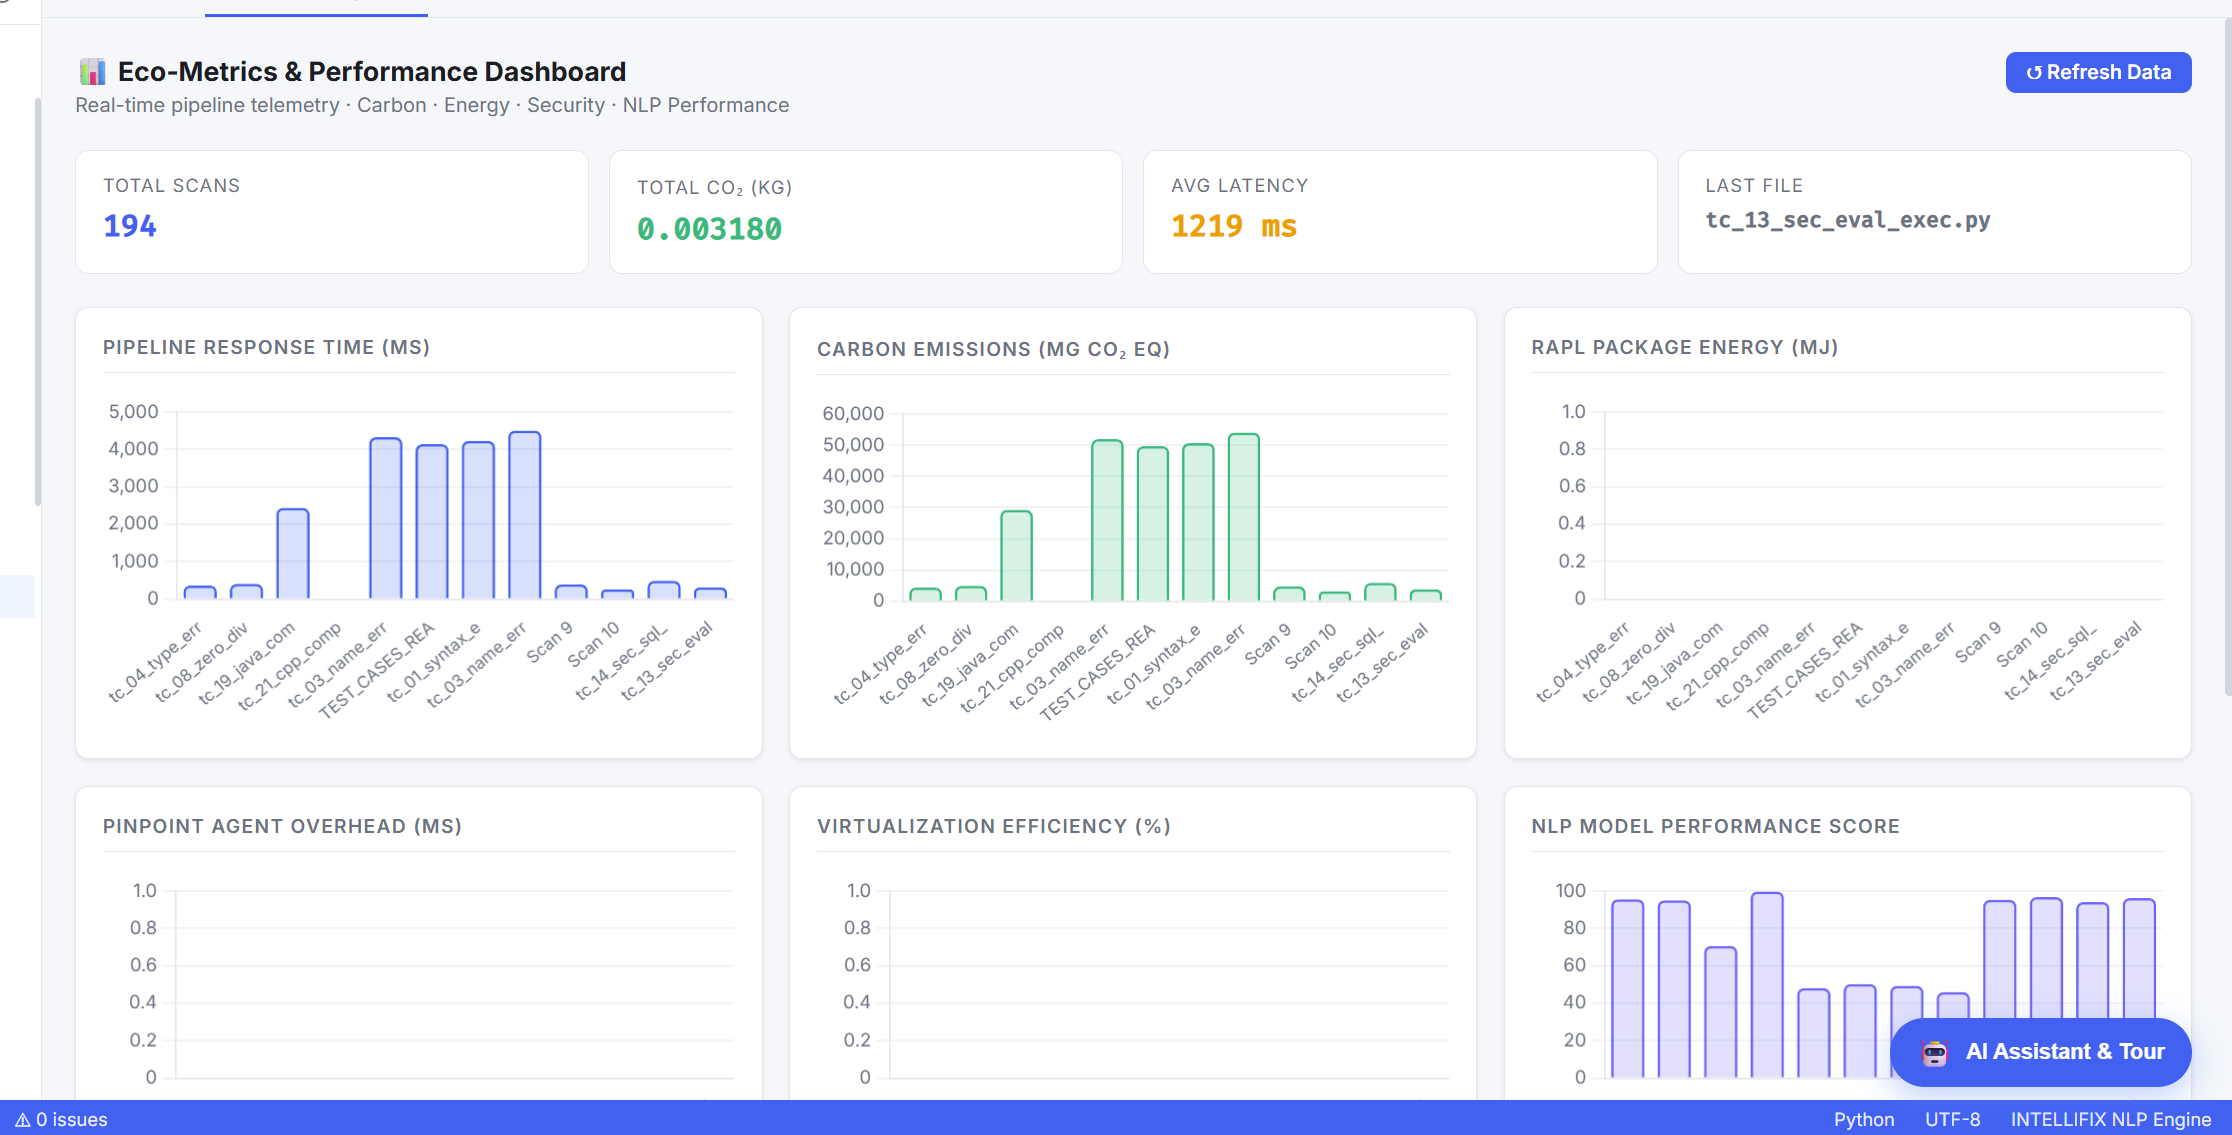 Eco-Metrics & Performance Dashboard
Real-time pipeline telemetry · Carbon · Energy · Security · NLP Performance
↺ Refresh Data
TOTAL SCANS
194
TOTAL CO₂ (KG)
0.003180
AVG LATENCY
1219 ms
LAST FILE
tc_13_sec_eval_exec.py
PIPELINE RESPONSE TIME (MS)
5,000
4,000
3,000
2,000
1,000
0
tc_04_type_err
tc_08_zero_div
tc_19_java_com
tc_21_cpp_comp
tc_03_name_err
TEST_CASES_REA
tc_01_syntax_e
tc_03_name_err
Scan 9
Scan 10
tc_14_sec_sql_
tc_13_sec_eval
CARBON EMISSIONS (MG CO₂ EQ)
60,000
50,000
40,000
30,000
20,000
10,000
0
tc_04_type_err
tc_08_zero_div
tc_19_java_com
tc_21_cpp_comp
tc_03_name_err
TEST_CASES_REA
tc_01_syntax_e
tc_03_name_err
Scan 9
Scan 10
tc_14_sec_sql_
tc_13_sec_eval
RAPL PACKAGE ENERGY (MJ)
1.0
0.8
0.6
0.4
0.2
0
tc_04_type_err
tc_08_zero_div
tc_19_java_com
tc_21_cpp_comp
tc_03_name_err
TEST_CASES_REA
tc_01_syntax_e
tc_03_name_err
Scan 9
Scan 10
tc_14_sec_sql_
tc_13_sec_eval
PINPOINT AGENT OVERHEAD (MS)
1.0
0.8
0.6
0.4
0.2
0
VIRTUALIZATION EFFICIENCY (%)
1.0
0.8
0.6
0.4
0.2
0
NLP MODEL PERFORMANCE SCORE
100
80
60
40
20
0
AI Assistant & Tour
⚠ 0 issues
Python
UTF-8
INTELLIFIX NLP Engine